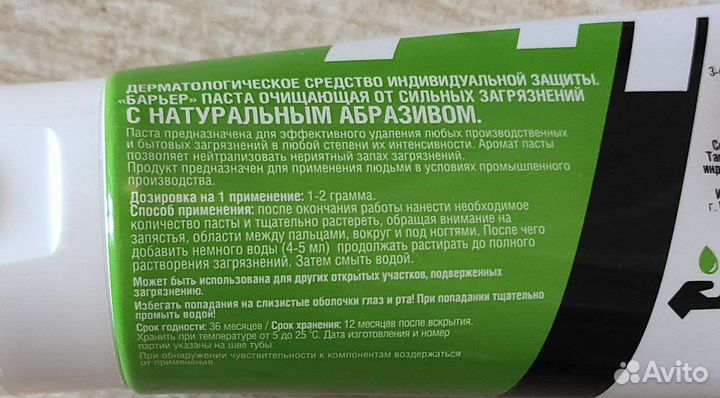 ДЕРМАТОЛОГИЧЕСКОЕ СРЕДСТВО ИНДИВИДУАЛЬНОЙ ЗАЩИТЫ.
«БАРЬЕР» ПАСТА ОЧИЩАЮЩАЯ ОТ СИЛЬНЫХ ЗАГРЯЗНЕНИЙ
С НАТУРАЛЬНЫМ АБРАЗИВОМ.
Паста предназначена для эффективного удаления любых производственных
и бытовых загрязнений в любой степени их интенсивности. Аромат пасты
позволяет нейтрализовать нериятный запах загрязнений.
Продукт предназначен для применения людьми в условиях промышленного
производства.
Дозировка на 1 применение: 1-2 грамма.
Способ применения: после окончания работы нанести необходимое
количество пасты и тщательно растереть, обращая внимание на
запястья, области между пальцами, вокруг и под ногтями. После чего
добавить немного воды (4-5 мл) продолжать растирать до полного
растворения загрязнений. Затем смыть водой.
Может быть использована для других открытых участков, подверженных
загрязнению.
Избегать попадания на слизистые оболочки глаз и рта! При попадании тщательно
промыть водой!
Срок годности: 36 месяцев / Срок хранения: 12 месяцев после вскрытия.
Хранить при температуре от 5 до 25 °С. Дата изготовления и номер
партии указаны на шве тубы.
При обнаружении чувствительности к компонентам воздержаться
от применения.
Avito